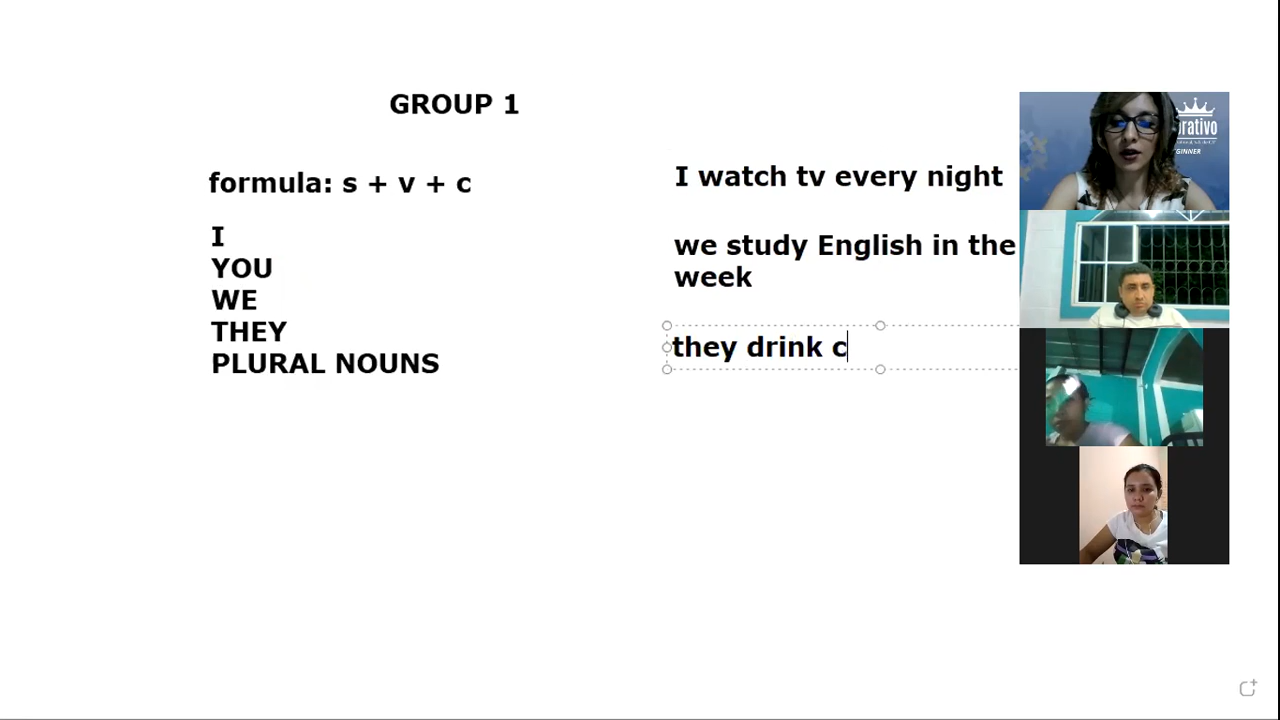 GROUP 1
formula: s + v + c
I
YOU
WE
THEY
PLURAL NOUNS
I watch tv every night
we study English in the
week
they drink c